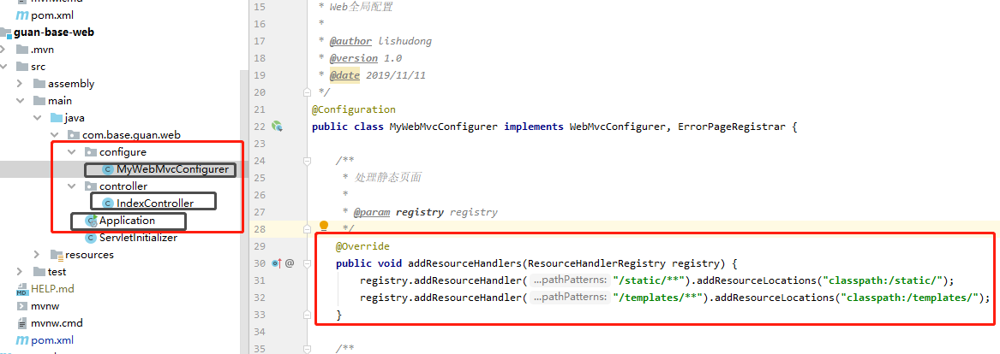 pom.xml
guan-base-web
.mvn
src
assembly
main
java
com.base.guan.web
configure
MyWebMvcConfigurer
controller
IndexController
Application
ServletInitializer
resources
test
HELP.md
mvnw
mvnw.cmd
pom.xml
15 * Web全局配置
16 *
17 * @author lishudong
18 * @version 1.0
19 * @date 2019/11/11
20 */
21 @Configuration
22 public class MyWebMvcConfigurer implements WebMvcConfigurer, ErrorPageRegistrar {
23
24 /**
25 * 处理静态页面
26 *
27 * @param registry registry
28 */
29 @Override
30 @ public void addResourceHandlers(ResourceHandlerRegistry registry) {
31 registry.addResourceHandler( ...pathPatterns: "/static/**").addResourceLocations("classpath:/static/");
32 registry.addResourceHandler( ...pathPatterns: "/templates/**").addResourceLocations("classpath:/templates/");
33 }
34
35 /**